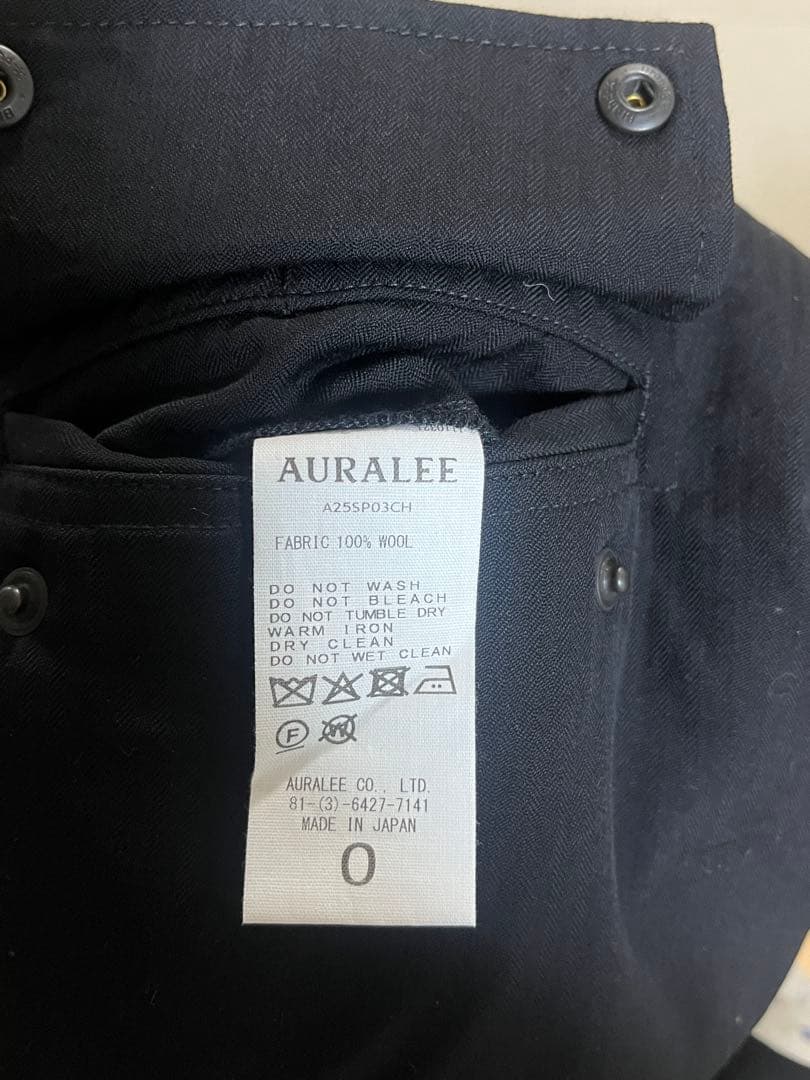 AURALEE
A25SP03CH
FABRIC 100% WOOL
DO NOT WASH
DO NOT BLEACH
DO NOT TUMBLE DRY
WARM IRON
DRY CLEAN
DO NOT WET CLEAN
F
W
AURALEE CO., LTD.
81-(3)-6427-7141
MADE IN JAPAN
0